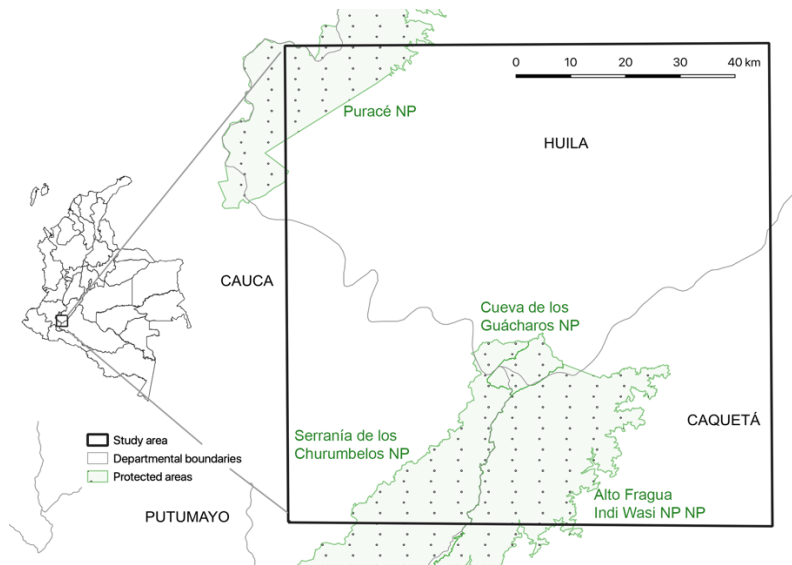 0 10 20 30 40 km
Puracé NP
HUILA
CAUCA
Cueva de los
Guácharos NP
Serranía de los
Churumbelos NP
CAQUETÁ
Study area
Departmental boundaries
Protected areas
Alto Fragua
Indi Wasi NP NP
PUTUMAYO